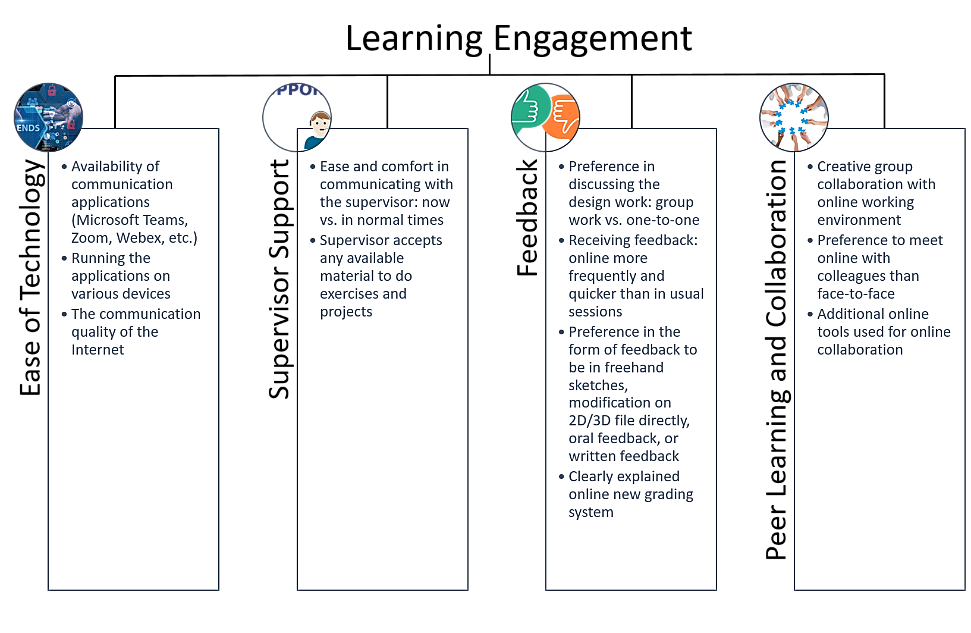 Learning Engagement
ENDS
Ease of Technology
• Availability of
communication
applications
(Microsoft Teams,
Zoom, Webex, etc.)
• Running the
applications on
various devices
• The communication
quality of the
Internet
PPOR
Supervisor Support
• Ease and comfort in
communicating with
the supervisor: now
vs. in normal times
• Supervisor accepts
any available
material to do
exercises and
projects
Feedback
• Preference in
discussing the
design work: group
work vs. one-to-one
• Receiving feedback:
online more
frequently and
quicker than in usual
sessions
• Preference in the
form of feedback to
be in freehand
sketches,
modification on
2D/3D file directly,
oral feedback, or
written feedback
• Clearly explained
online new grading
system
Peer Learning and Collaboration
• Creative group
collaboration with
online working
environment
• Preference to meet
online with
colleagues than
face-to-face
• Additional online
tools used for online
collaboration